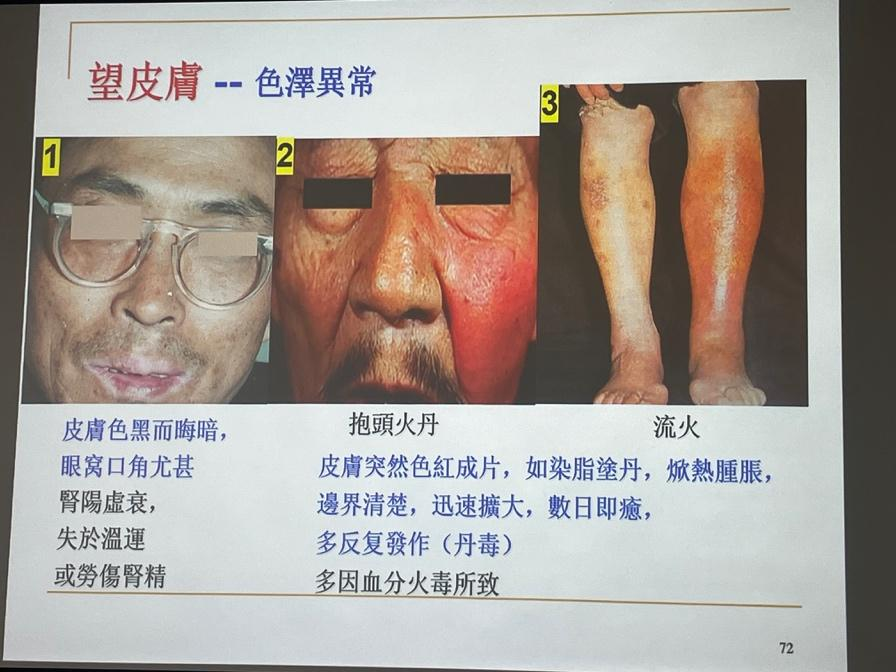 望皮膚 -- 色澤異常
1
2
3
皮膚色黑而晦暗，
眼窝口角尤甚
腎陽虛衰，
失於溫運
或勞傷腎精
抱頭火丹
流火
皮膚突然色紅成片，如染脂塗丹，焮熱腫脹，
邊界清楚，迅速擴大，數日即癒，
多反复發作（丹毒）
多因血分火毒所致
72